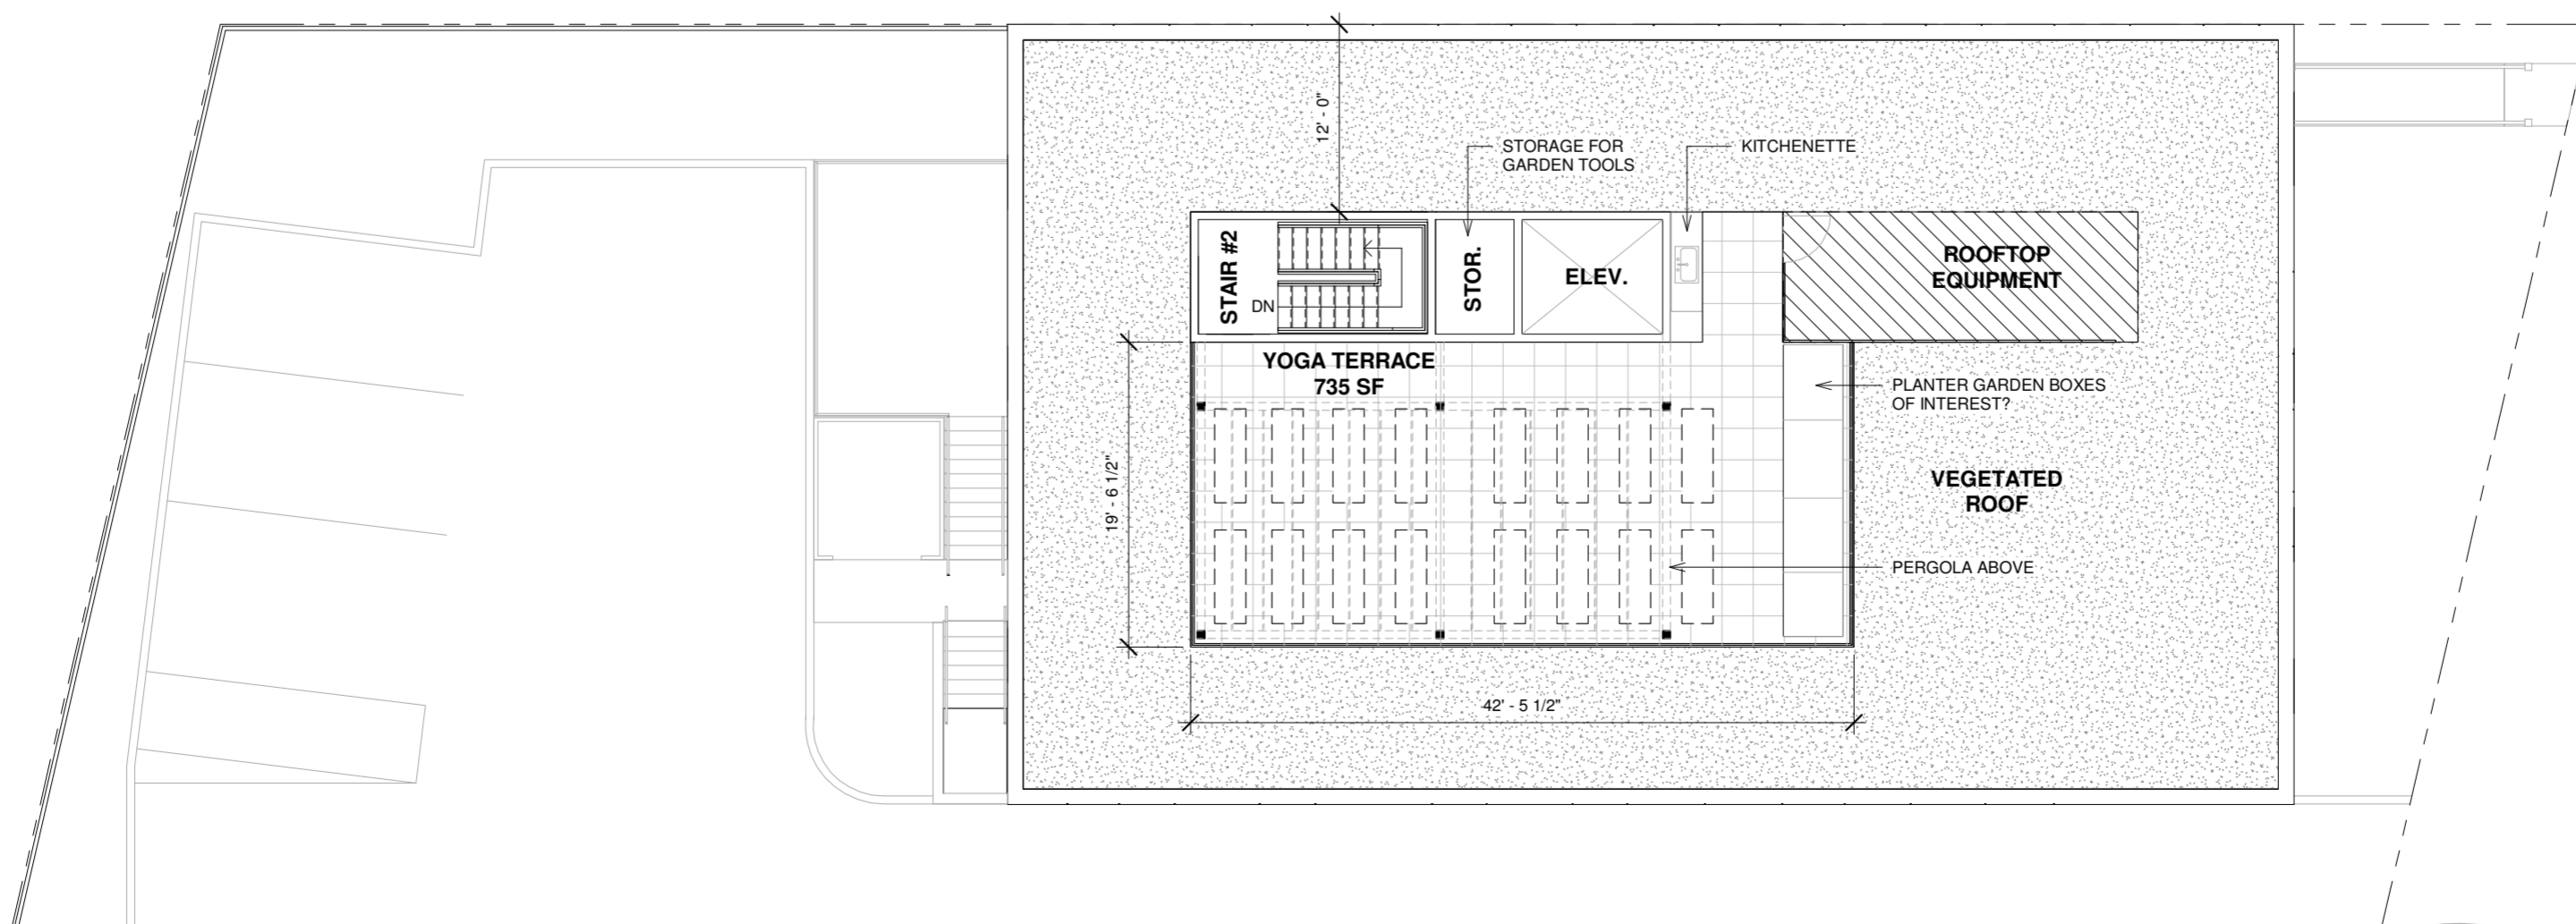 12' - 0"
STORAGE FOR
GARDEN TOOLS
KITCHENETTE
STAIR #2
DN
STOR.
ELEV.
ROOFTOP
EQUIPMENT
YOGA TERRACE
735 SF
PLANTER GARDEN BOXES
OF INTEREST?
19' - 6 1/2"
VEGETATED
ROOF
PERGOLA ABOVE
42' - 5 1/2"